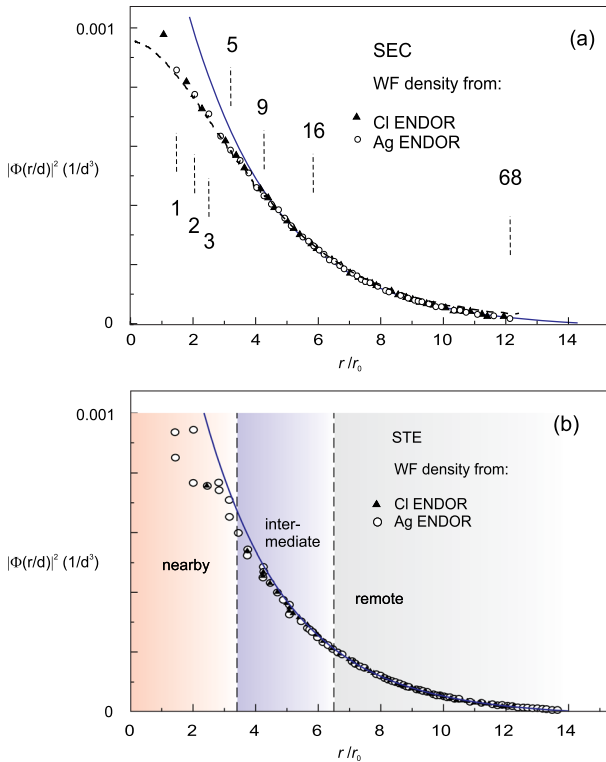 (a)
0.001
5
SEC
WF density from:
9
16
Cl ENDOR
Ag ENDOR
|Φ(r/d)|² (1/d³)
68
1
2
3
0
0 2 4 6 8 10 12 14
r/r₀
(b)
0.001
STE
WF density from:
Cl ENDOR
Ag ENDOR
inter-
mediate
|Φ(r/d)|² (1/d³)
nearby
remote
0
0 2 4 6 8 10 12 14
r/r₀